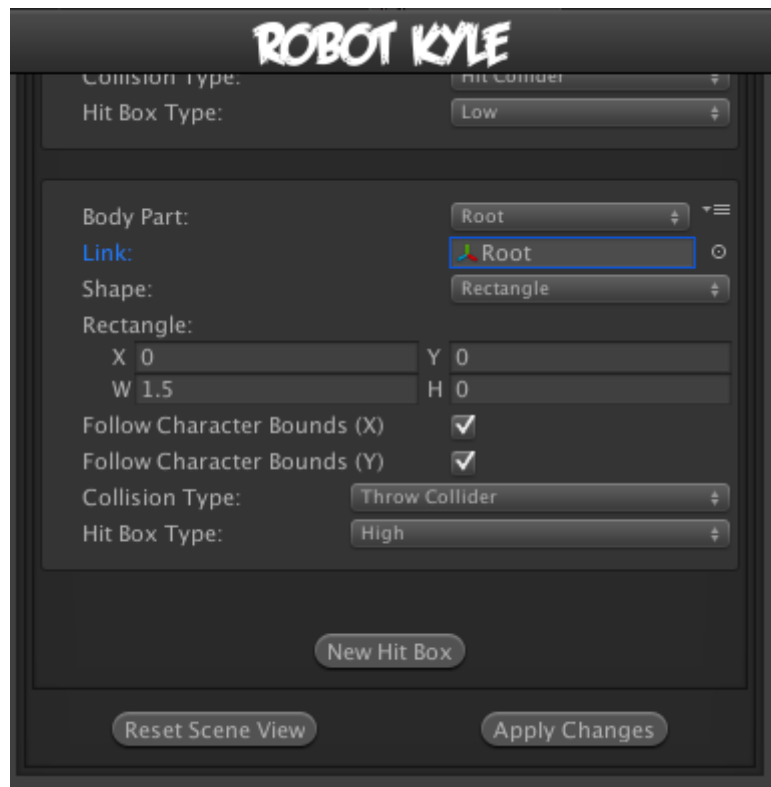 ROBOT KYLE
Collision Type: Hit Collider
Hit Box Type: Low
Body Part: Root
Link: Root
Shape: Rectangle
Rectangle:
X 0 Y 0
W 1.5 H 0
Follow Character Bounds (X)
Follow Character Bounds (Y)
Collision Type: Throw Collider
Hit Box Type: High
New Hit Box
Reset Scene View Apply Changes